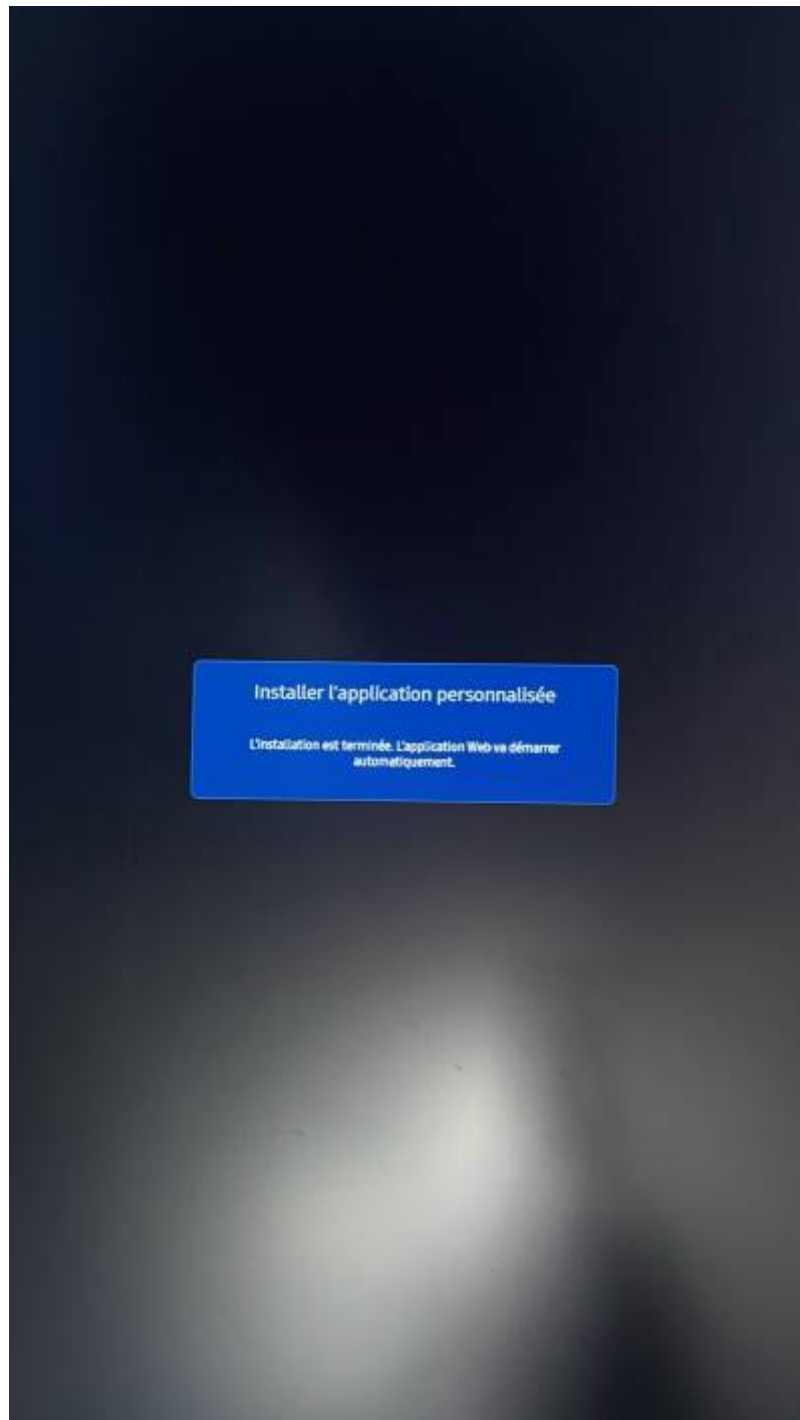 Installer l'application personnalisée
L'installation est terminée. L'application Web va démarrer
automatiquement.